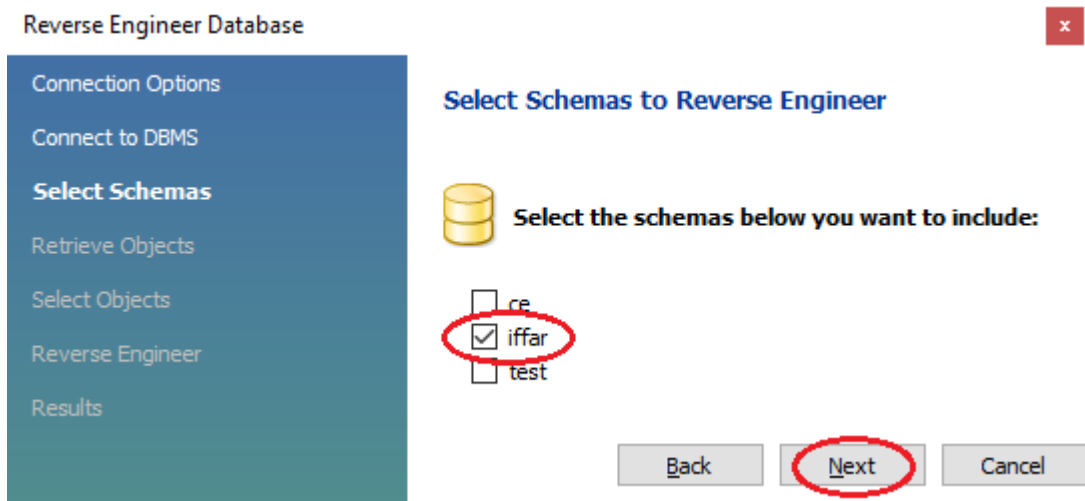 Reverse Engineer Database
x
Connection Options
Connect to DBMS
Select Schemas
Retrieve Objects
Select Objects
Reverse Engineer
Results
Select Schemas to Reverse Engineer
Select the schemas below you want to include:
ce
iffar
test
Back
Next
Cancel